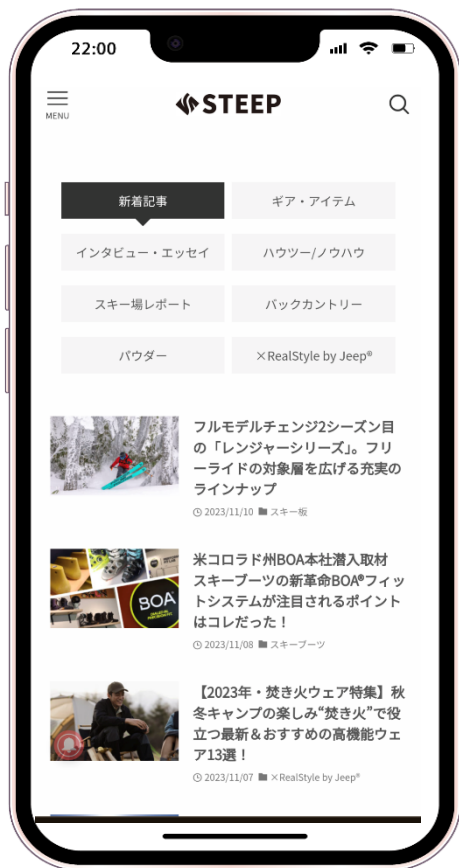 22:00
MENU
STEEP
新着記事
ギア・アイテム
インタビュー・エッセイ
ハウツー/ノウハウ
スキー場レポート
バックカントリー
パウダー
×RealStyle by Jeep®
フルモデルチェンジ2シーズン目
の「レンジャーシリーズ」。フリ
ーライドの対象層を広げる充実の
ラインナップ
2023/11/10 スキー板
米コロラド州BOA本社潜入取材
スキーブーツの新革命BOA®フィッ
トシステムが注目されるポイント
はコレだった！
2023/11/08 スキーブーツ
BOA
【2023年・焚き火ウェア特集】秋
冬キャンプの楽しみ“焚き火”で役
立つ最新＆おすすめの高機能ウェ
ア13選！
2023/11/07 ×RealStyle by Jeep®